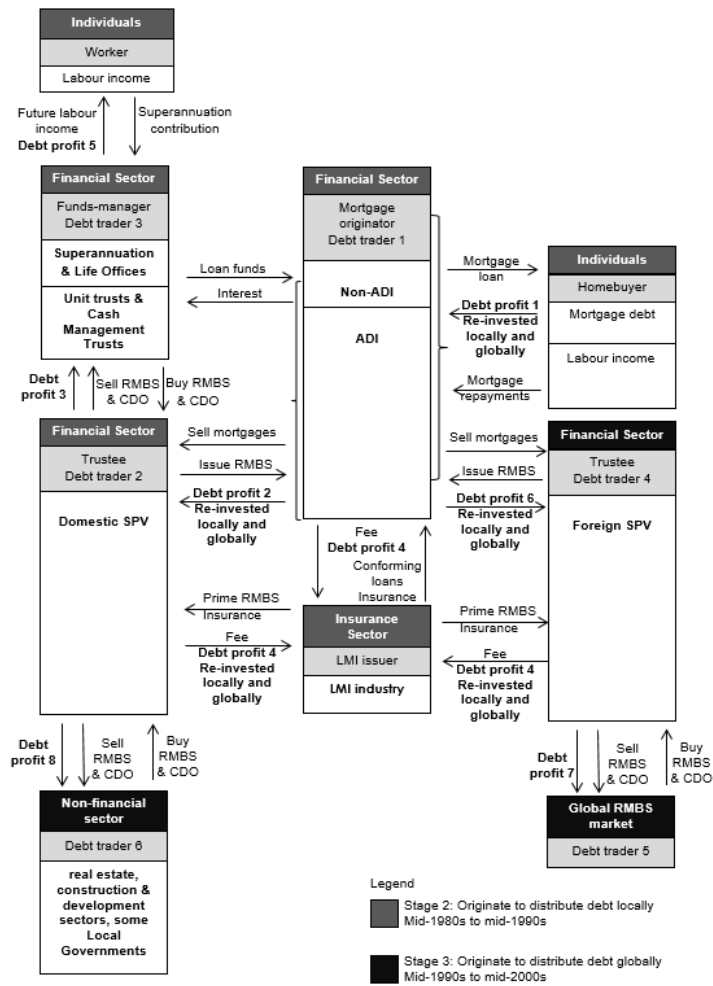 Individuals
Worker
Labour income
Future labour
income
Debt profit 5
Superannuation
contribution
Financial Sector
Funds-manager
Debt trader 3
Superannuation
& Life Offices
Unit trusts &
Cash
Management
Trusts
Loan funds
Interest
Financial Sector
Mortgage
originator
Debt trader 1
Non-ADI
ADI
Mortgage
loan
Debt profit 1
Re-invested
locally and
globally
Mortgage
repayments
Individuals
Homebuyer
Mortgage debt
Labour income
Debt
profit 3
Sell RMBS
& CDO
Buy RMBS
& CDO
Financial Sector
Trustee
Debt trader 2
Domestic SPV
Sell mortgages
Issue RMBS
Debt profit 2
Re-invested
locally and
globally
Sell mortgages
Issue RMBS
Debt profit 6
Re-invested
locally and
globally
Financial Sector
Trustee
Debt trader 4
Foreign SPV
Fee
Debt profit 4
Conforming
loans
Insurance
Prime RMBS
Insurance
Fee
Debt profit 4
Re-invested
locally and
globally
Insurance
Sector
LMI issuer
LMI industry
Prime RMBS
Insurance
Fee
Debt profit 4
Re-invested
locally and
globally
Debt
profit 8
Sell
RMBS
& CDO
Buy
RMBS
& CDO
Debt
profit 7
Sell
RMBS
& CDO
Buy
RMBS
& CDO
Non-financial
sector
Debt trader 6
real estate,
construction &
development
sectors, some
Local
Governments
Global RMBS
market
Debt trader 5
Legend
Stage 2: Originate to distribute debt locally
Mid-1980s to mid-1990s
Stage 3: Originate to distribute debt globally
Mid-1990s to mid-2000s